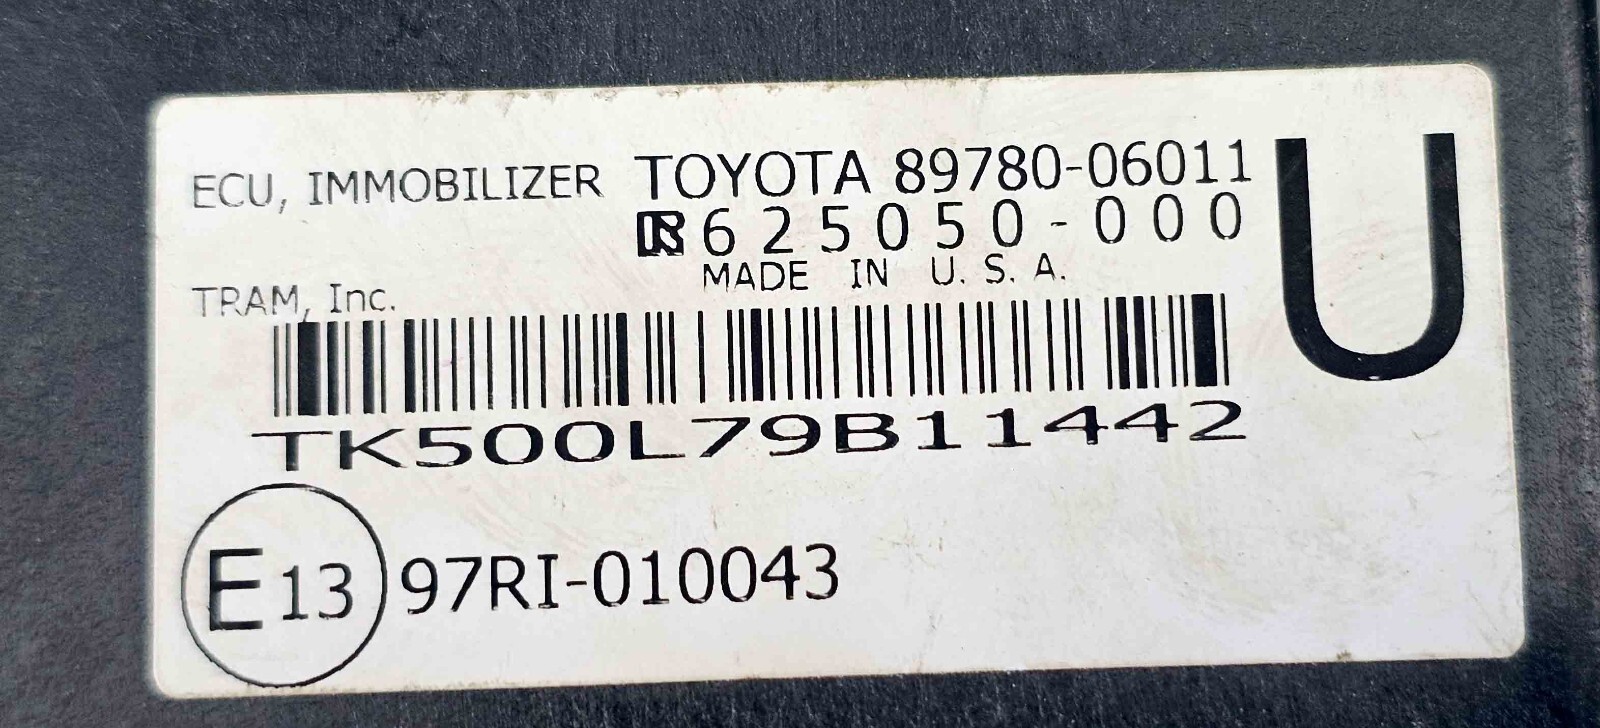 ECU, IMMOBILIZER TOYOTA 89780-06011
625050-000
MADE IN U.S.A.
U
TRAM, Inc.
TK500L79B11442
E13 97RI-010043